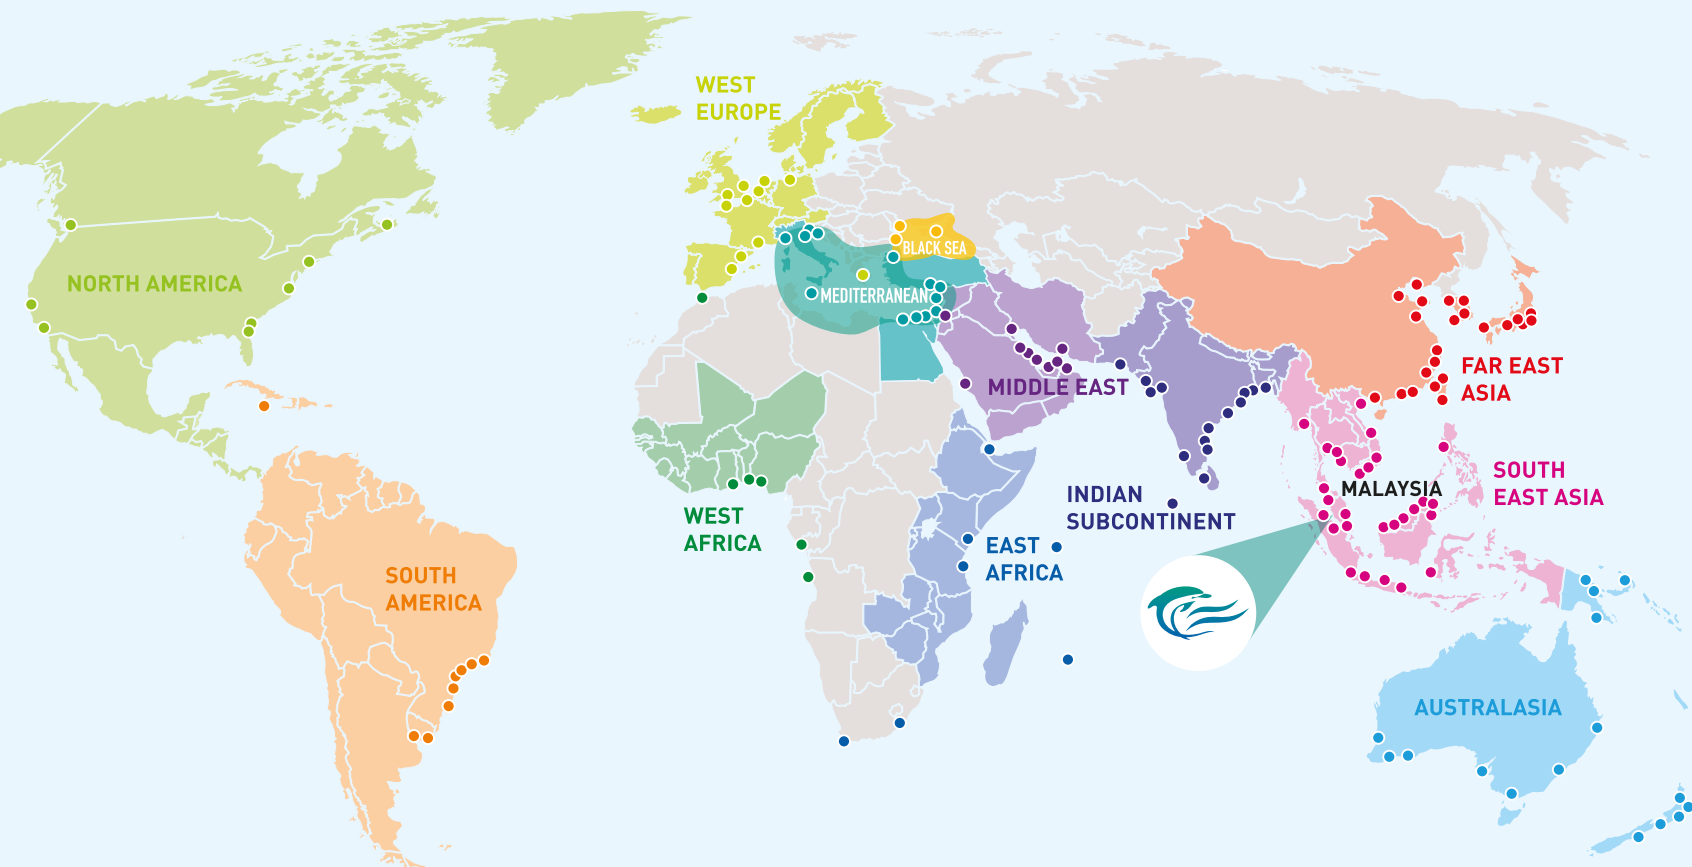 WEST
EUROPE
BLACK SEA
NORTH AMERICA
MEDITERRANEAN
FAR EAST
ASIA
MIDDLE EAST
SOUTH
EAST ASIA
MALAYSIA
INDIAN
SUBCONTINENT
WEST
AFRICA
EAST
AFRICA
SOUTH
AMERICA
AUSTRALASIA